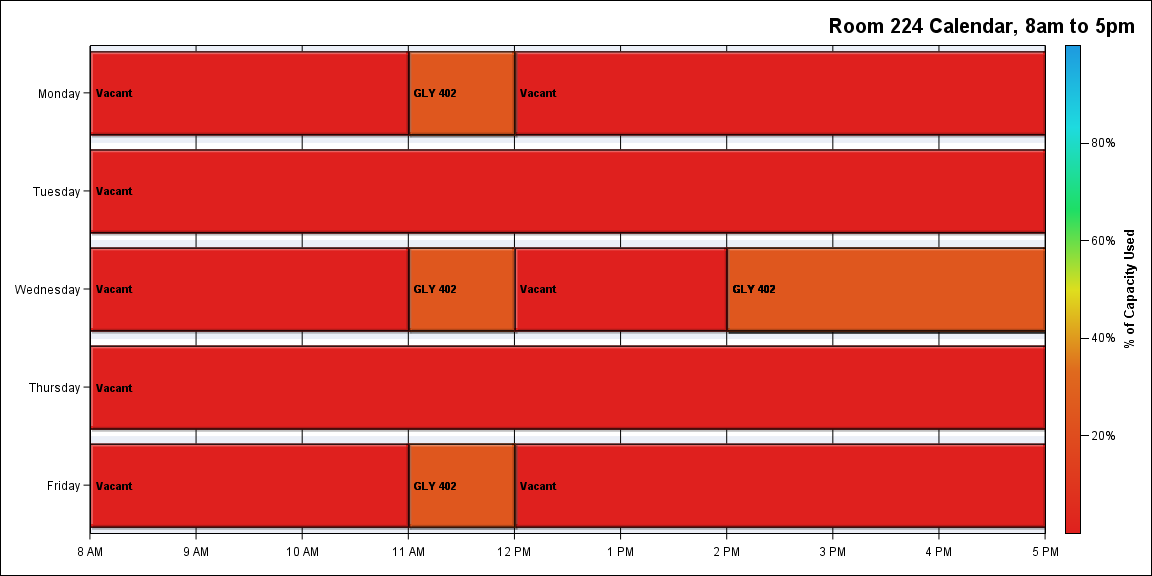 Room 224 Calendar, 8am to 5pm
Monday
Vacant
GLY 402
Vacant
Tuesday
Vacant
Wednesday
Vacant
GLY 402
Vacant
GLY 402
Thursday
Vacant
Friday
Vacant
GLY 402
Vacant
8 AM 9 AM 10 AM 11 AM 12 PM 1 PM 2 PM 3 PM 4 PM 5 PM
80%
60%
40%
20%
% of Capacity Used